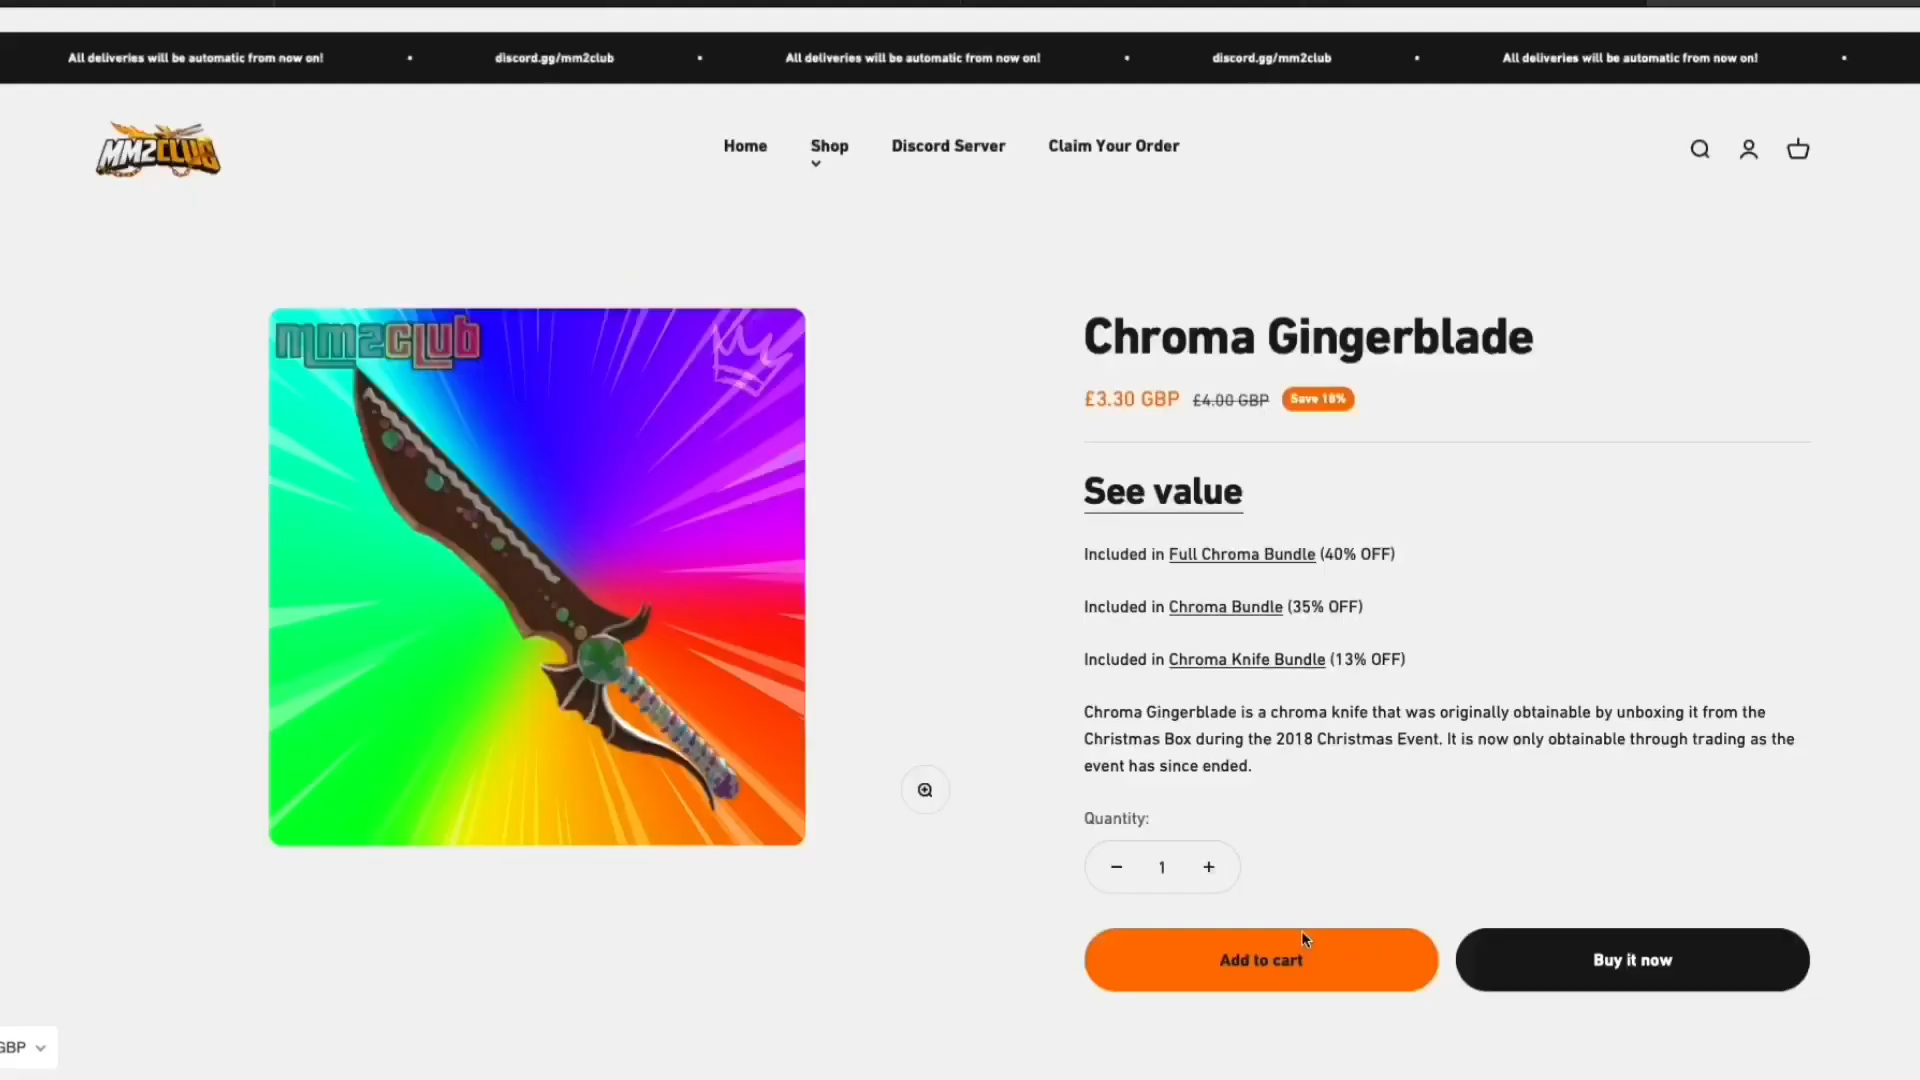 All deliveries will be automatic from now on! • discord.gg/mm2club • All deliveries will be automatic from now on! • discord.gg/mm2club • All deliveries will be automatic from now on! •
MM2CLUB
Home
Shop
Discord Server
Claim Your Order
mm2club
Chroma Gingerblade
£3.30 GBP £4.00 GBP Save 18%
See value
Included in Full Chroma Bundle (40% OFF)
Included in Chroma Bundle (35% OFF)
Included in Chroma Knife Bundle (13% OFF)
Chroma Gingerblade is a chroma knife that was originally obtainable by unboxing it from the
Christmas Box during the 2018 Christmas Event. It is now only obtainable through trading as the
event has since ended.
Quantity:
− 1 +
Add to cart
Buy it now
GBP